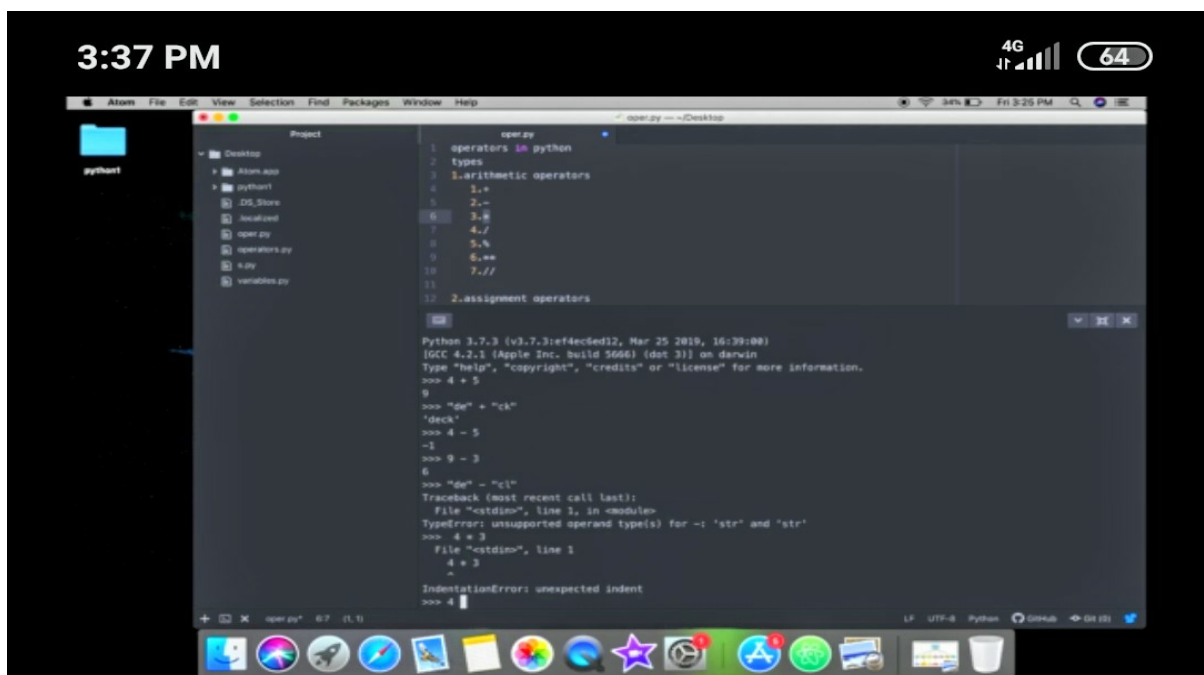 3:37 PM
4G
64
Atom File Edit View Selection Find Packages Window Help
34% Fri 3:25 PM
oper.py — ~/Desktop
Project
oper.py
python1
Desktop
Atom.app
python1
.DS_Store
.localized
oper.py
operators.py
s.py
variables.py
1 operators in python
2 types
3 1.arithmetic operators
4 1.+
5 2.-
6 3.*
7 4./
8 5.%
9 6.**
10 7.//
11
12 2.assignment operators
Python 3.7.3 (v3.7.3:ef4ec6ed12, Mar 25 2019, 16:39:00)
[GCC 4.2.1 (Apple Inc. build 5666) (dot 3)] on darwin
Type "help", "copyright", "credits" or "license" for more information.
>>> 4 + 5
9
>>> "de" + "ck"
'deck'
>>> 4 - 5
-1
>>> 9 - 3
6
>>> "de" - "cl"
Traceback (most recent call last):
File "<stdin>", line 1, in <module>
TypeError: unsupported operand type(s) for -: 'str' and 'str'
>>>  4 * 3
File "<stdin>", line 1
4 * 3
^
IndentationError: unexpected indent
>>> 4
oper.py* 6:7 (1, 1)
LF UTF-8 Python GitHub Git (0)
1
6